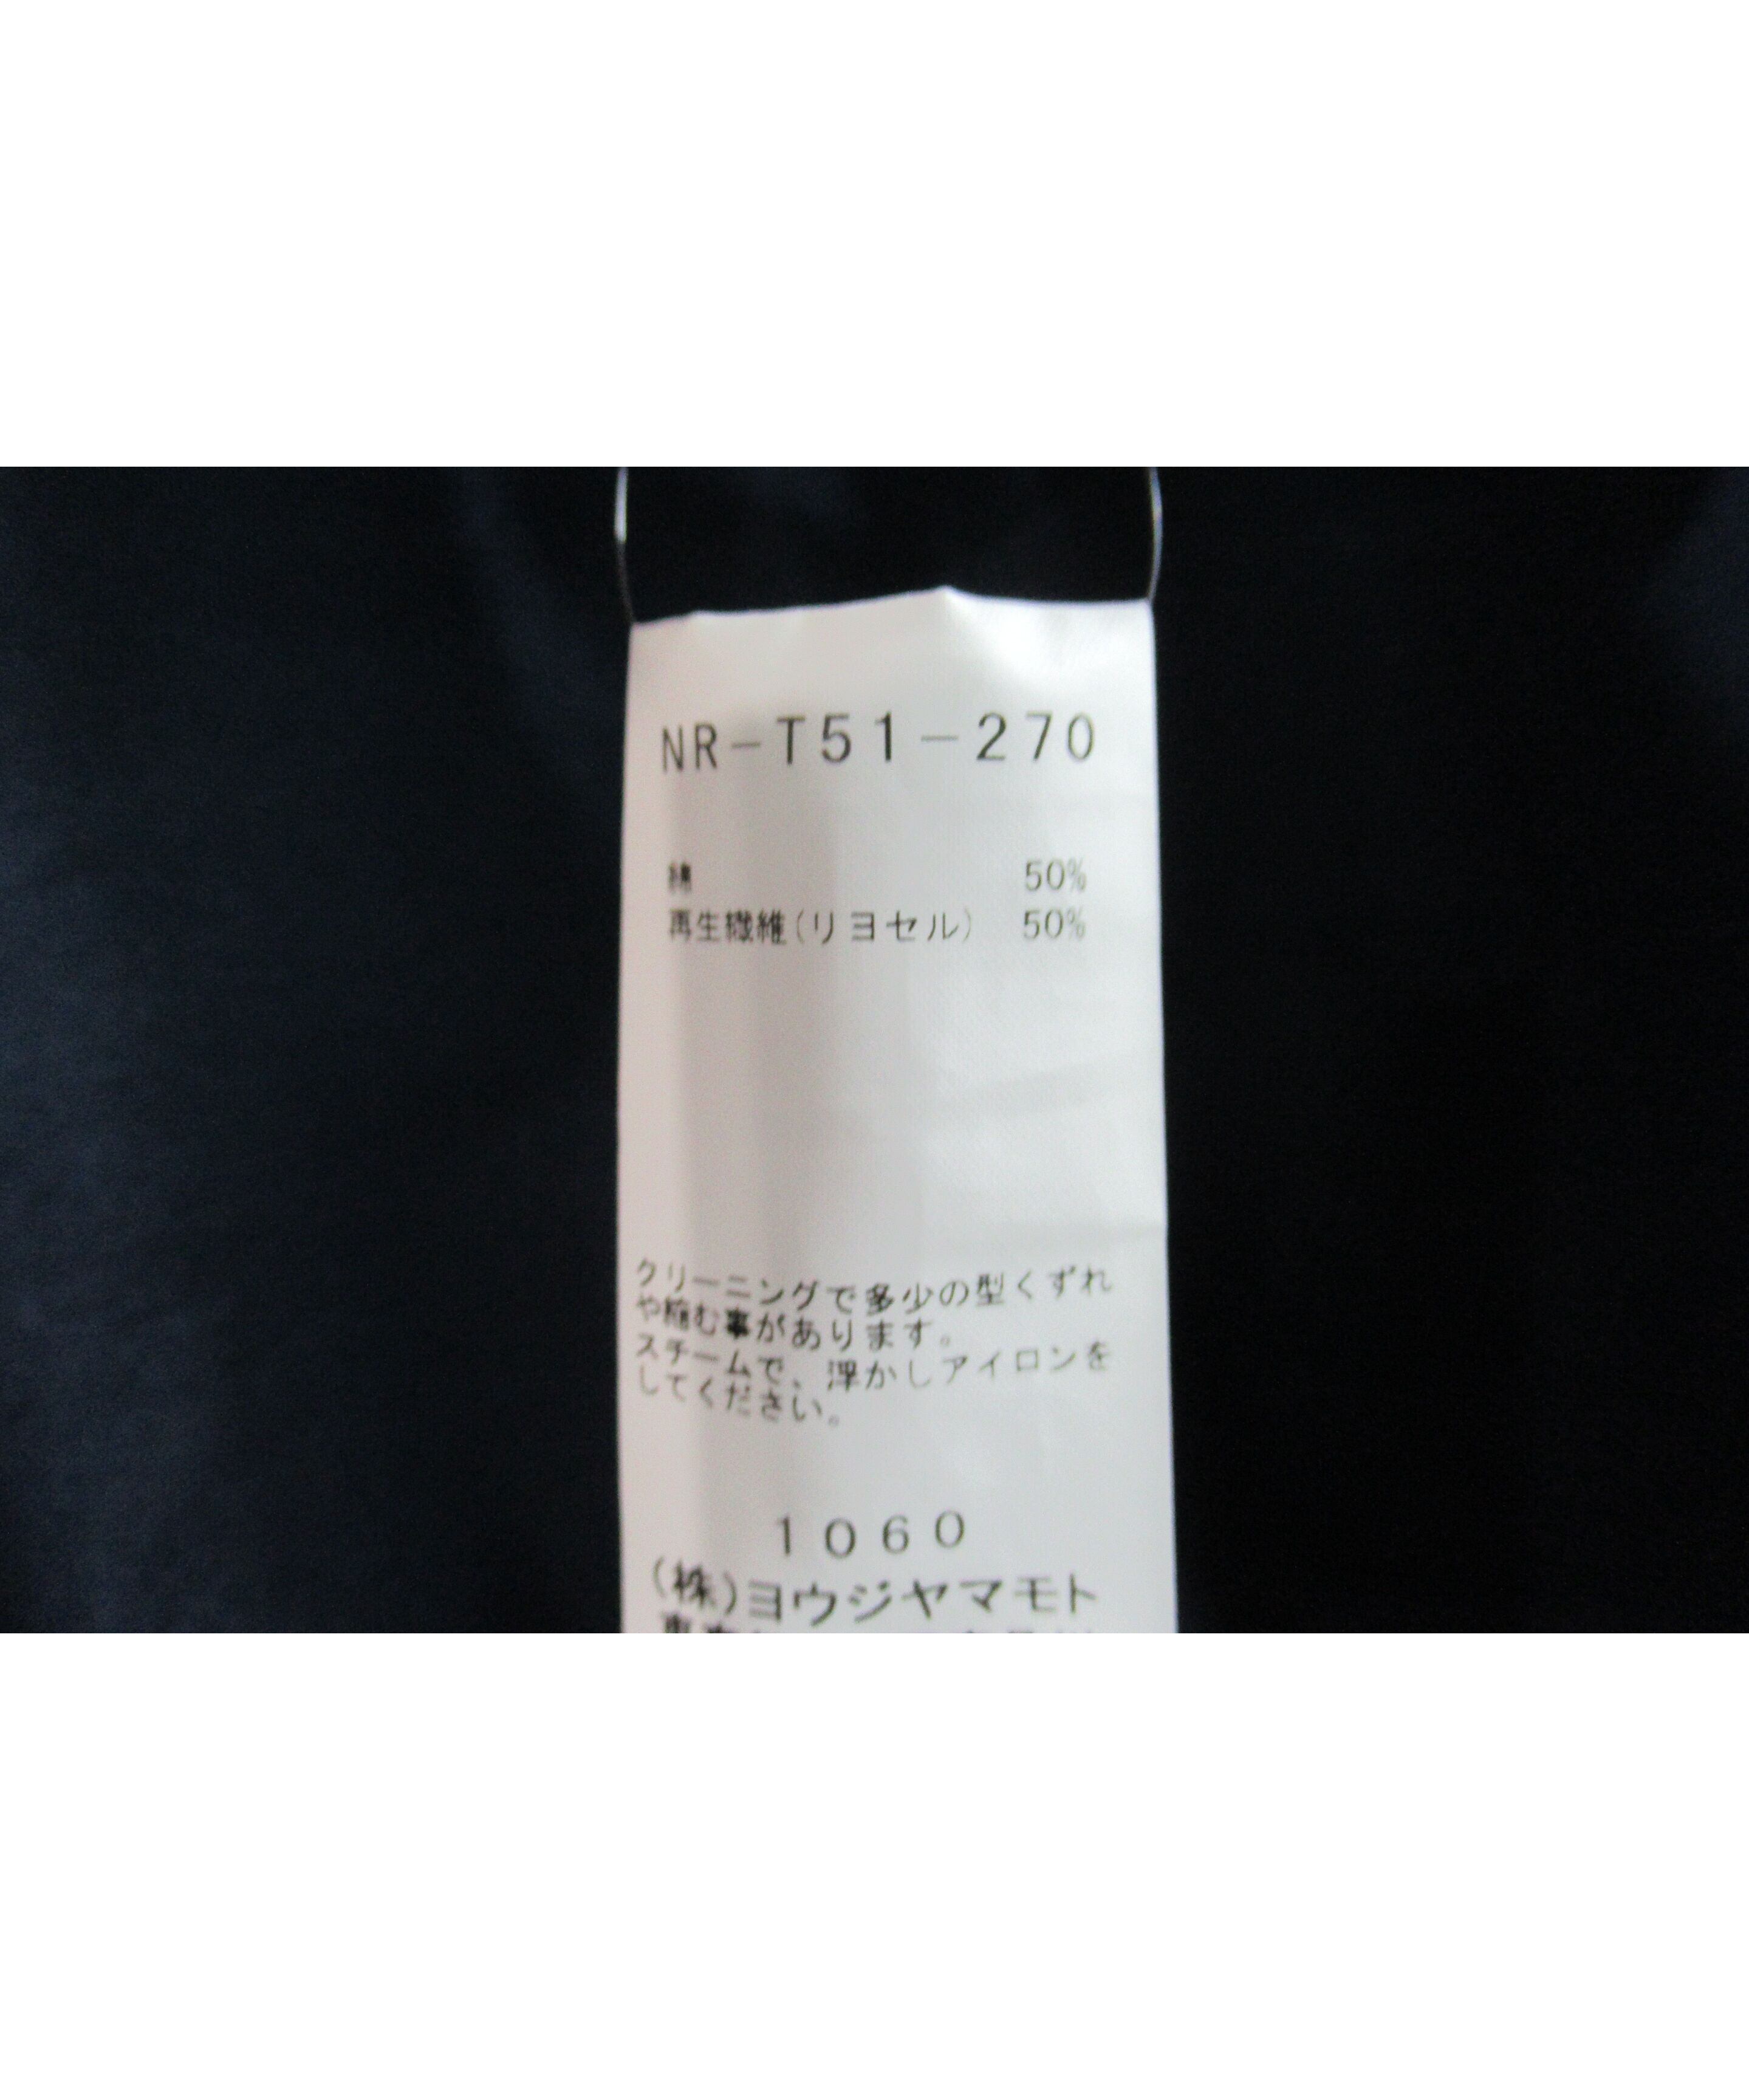 NR-T51-270
綿 50%
再生繊維(リヨセル) 50%
クリーニングで多少の型くずれ
や縮む事があります。
スチームで、浮かしアイロンを
してください。
1060
(株)ヨウジヤマモト